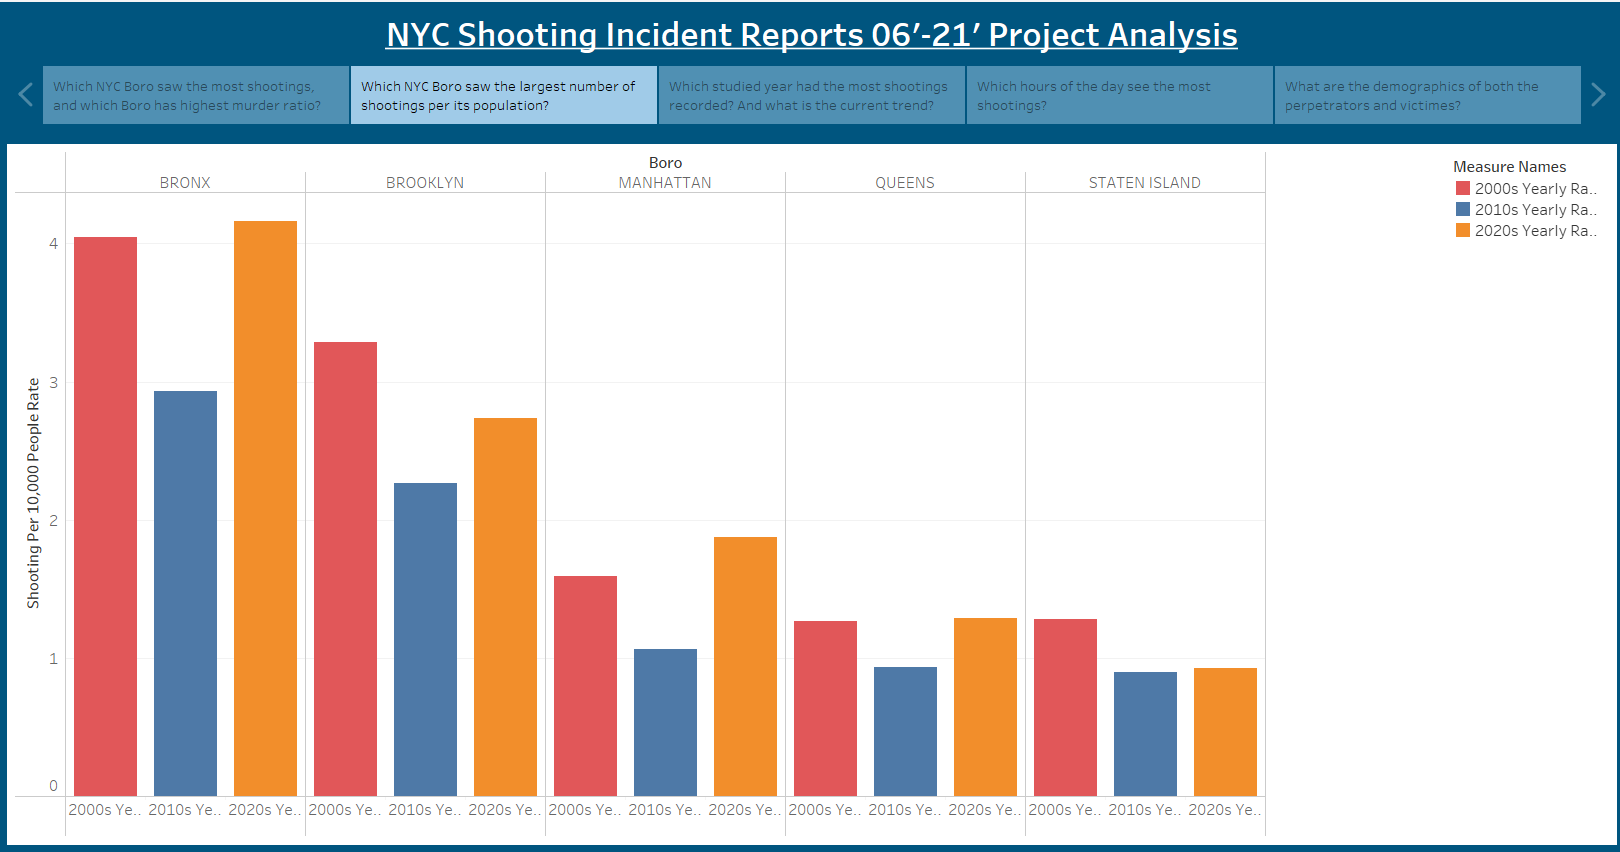 NYC Shooting Incident Reports 06’-21’ Project Analysis
Which NYC Boro saw the most shootings,
and which Boro has highest murder ratio?
Which NYC Boro saw the largest number of
shootings per its population?
Which studied year had the most shootings
recorded? And what is the current trend?
Which hours of the day see the most
shootings?
What are the demographics of both the
perpetrators and victims?
Boro
BRONX
BROOKLYN
MANHATTAN
QUEENS
STATEN ISLAND
Measure Names
2000s Yearly Ra..
2010s Yearly Ra..
2020s Yearly Ra..
Shooting Per 10,000 People Rate
4
3
2
1
0
2000s Ye..
2010s Ye..
2020s Ye..
2000s Ye..
2010s Ye..
2020s Ye..
2000s Ye..
2010s Ye..
2020s Ye..
2000s Ye..
2010s Ye..
2020s Ye..
2000s Ye..
2010s Ye..
2020s Ye..